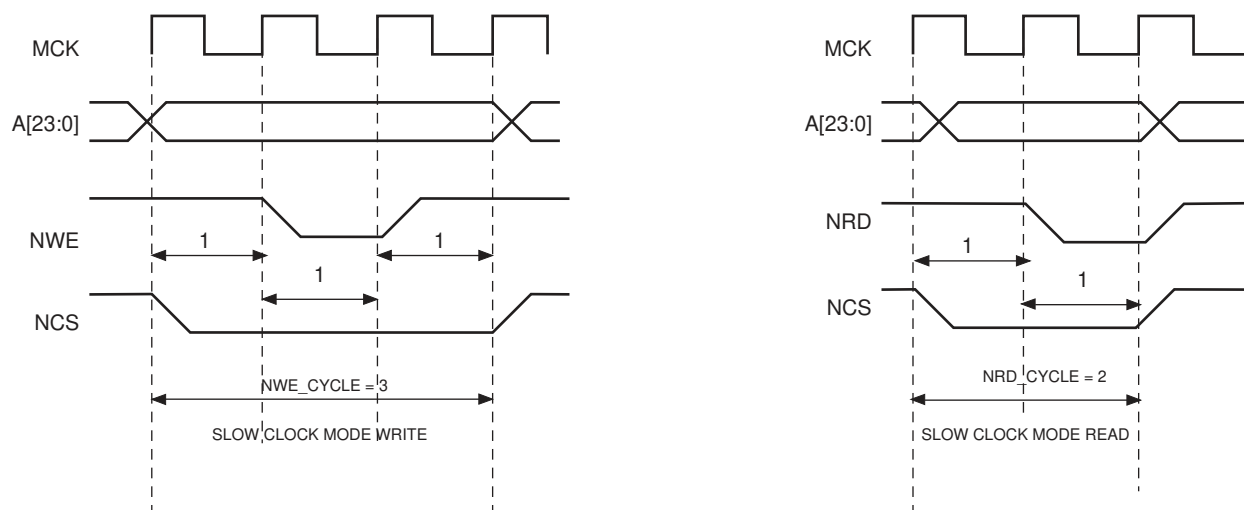 MCK
A[23:0]
NWE
1
1
1
NCS
NWE_CYCLE = 3
SLOW CLOCK MODE WRITE
MCK
A[23:0]
NRD
1
1
NCS
NRD_CYCLE = 2
SLOW CLOCK MODE READ